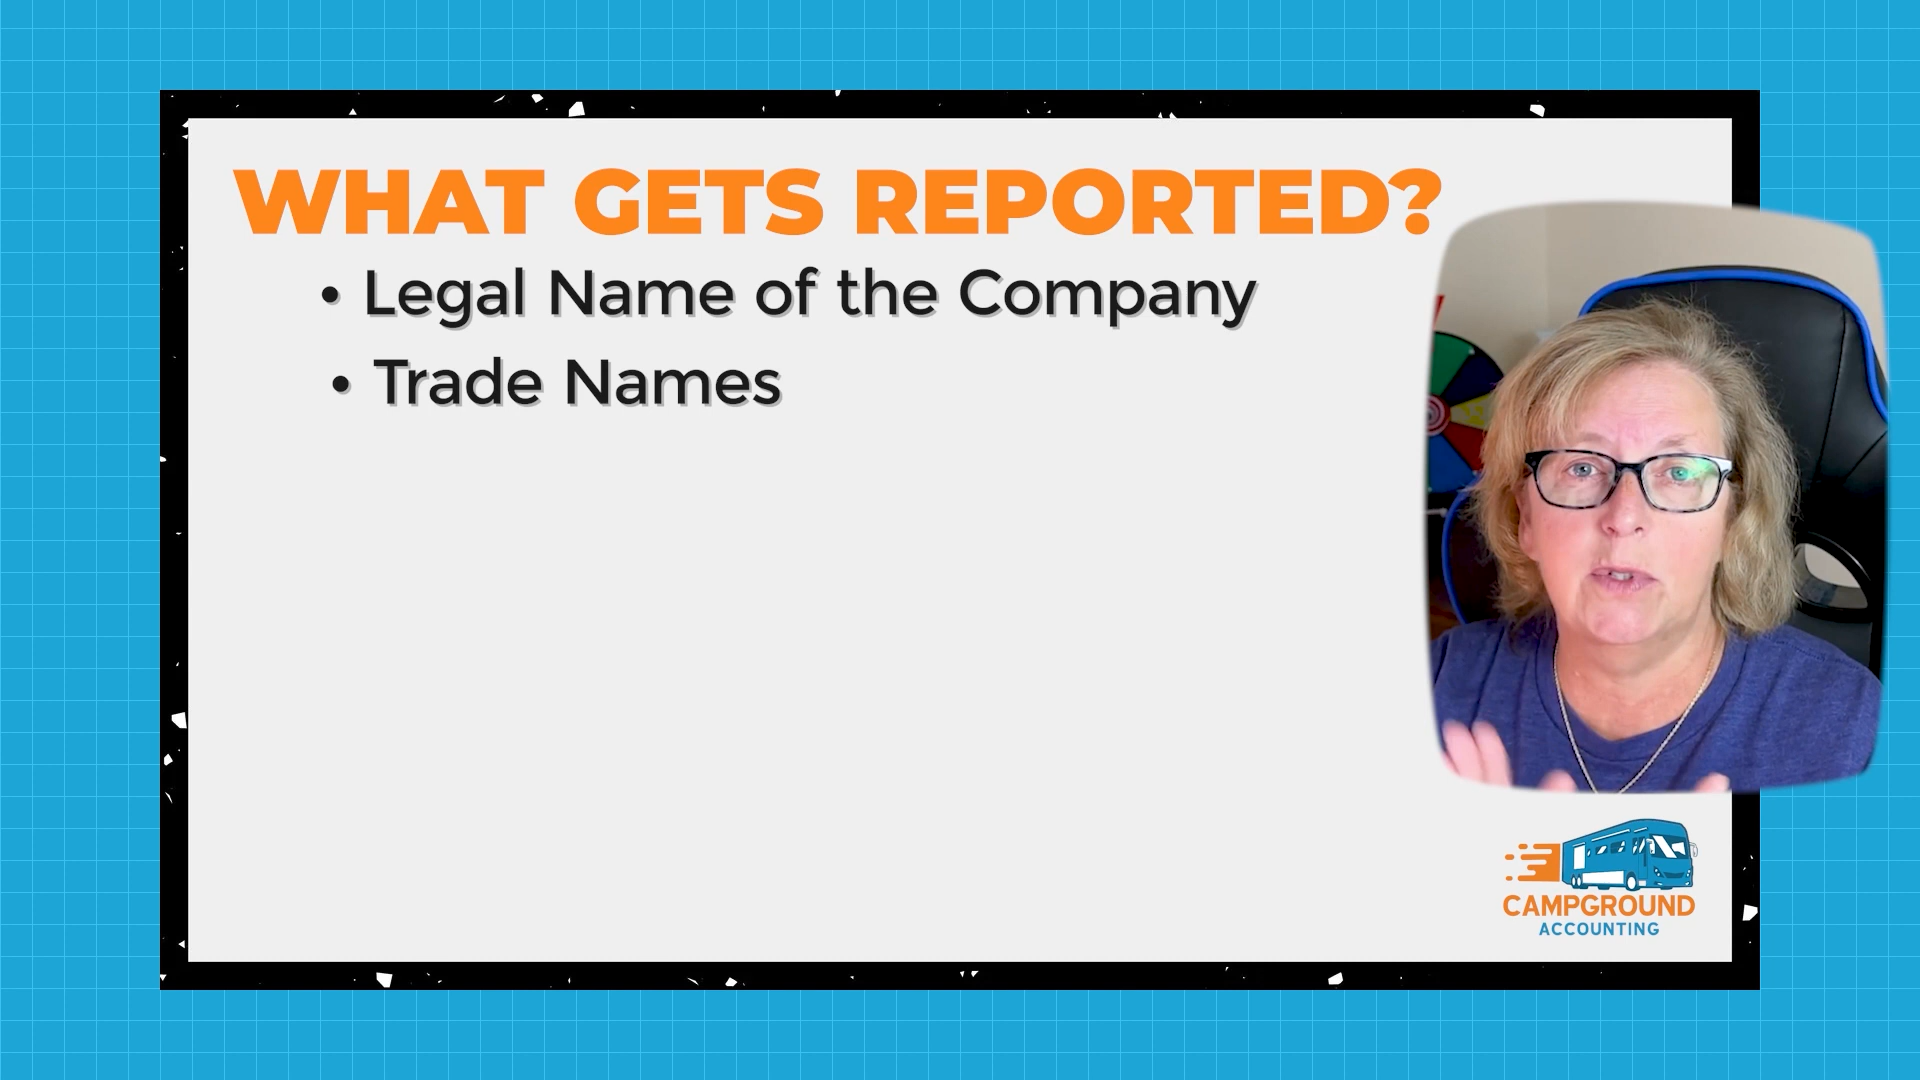 WHAT GETS REPORTED?
• Legal Name of the Company
• Trade Names
CAMPGROUND
ACCOUNTING